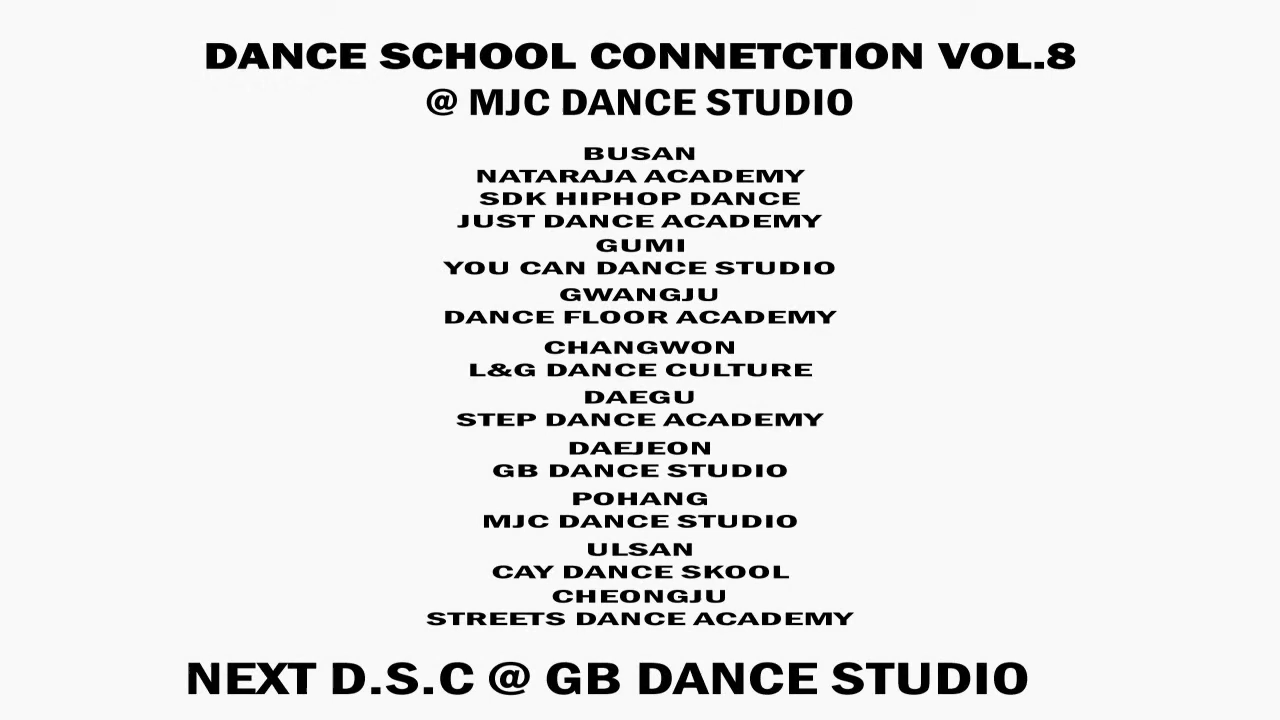 DANCE SCHOOL CONNETCTION VOL.8
@ MJC DANCE STUDIO
BUSAN
NATARAJA ACADEMY
SDK HIPHOP DANCE
JUST DANCE ACADEMY
GUMI
YOU CAN DANCE STUDIO
GWANGJU
DANCE FLOOR ACADEMY
CHANGWON
L&G DANCE CULTURE
DAEGU
STEP DANCE ACADEMY
DAEJEON
GB DANCE STUDIO
POHANG
MJC DANCE STUDIO
ULSAN
CAY DANCE SKOOL
CHEONGJU
STREETS DANCE ACADEMY
NEXT D.S.C @ GB DANCE STUDIO